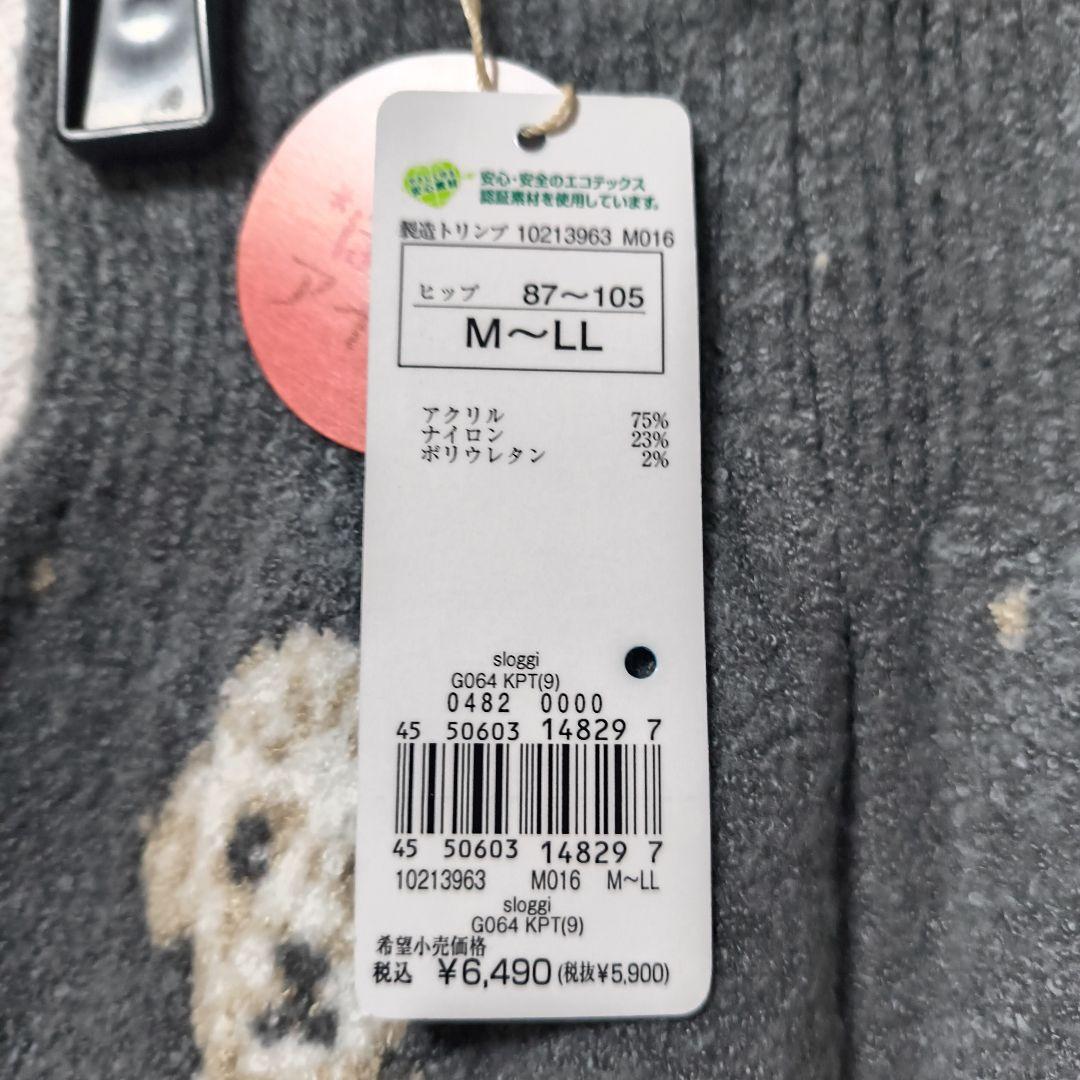 安心・安全のエコテックス
認証素材を使用しています。
製造トリンプ 10213963 M016
ヒップ 87～105
M～LL
アクリル 75%
ナイロン 23%
ポリウレタン 2%
sloggi
G064 KPT(9)
0482 0000
45 50603 14829 7
45 50603 14829 7
10213963 M016 M～LL
sloggi
G064 KPT(9)
希望小売価格
税込 ¥6,490 (税抜¥5,900)